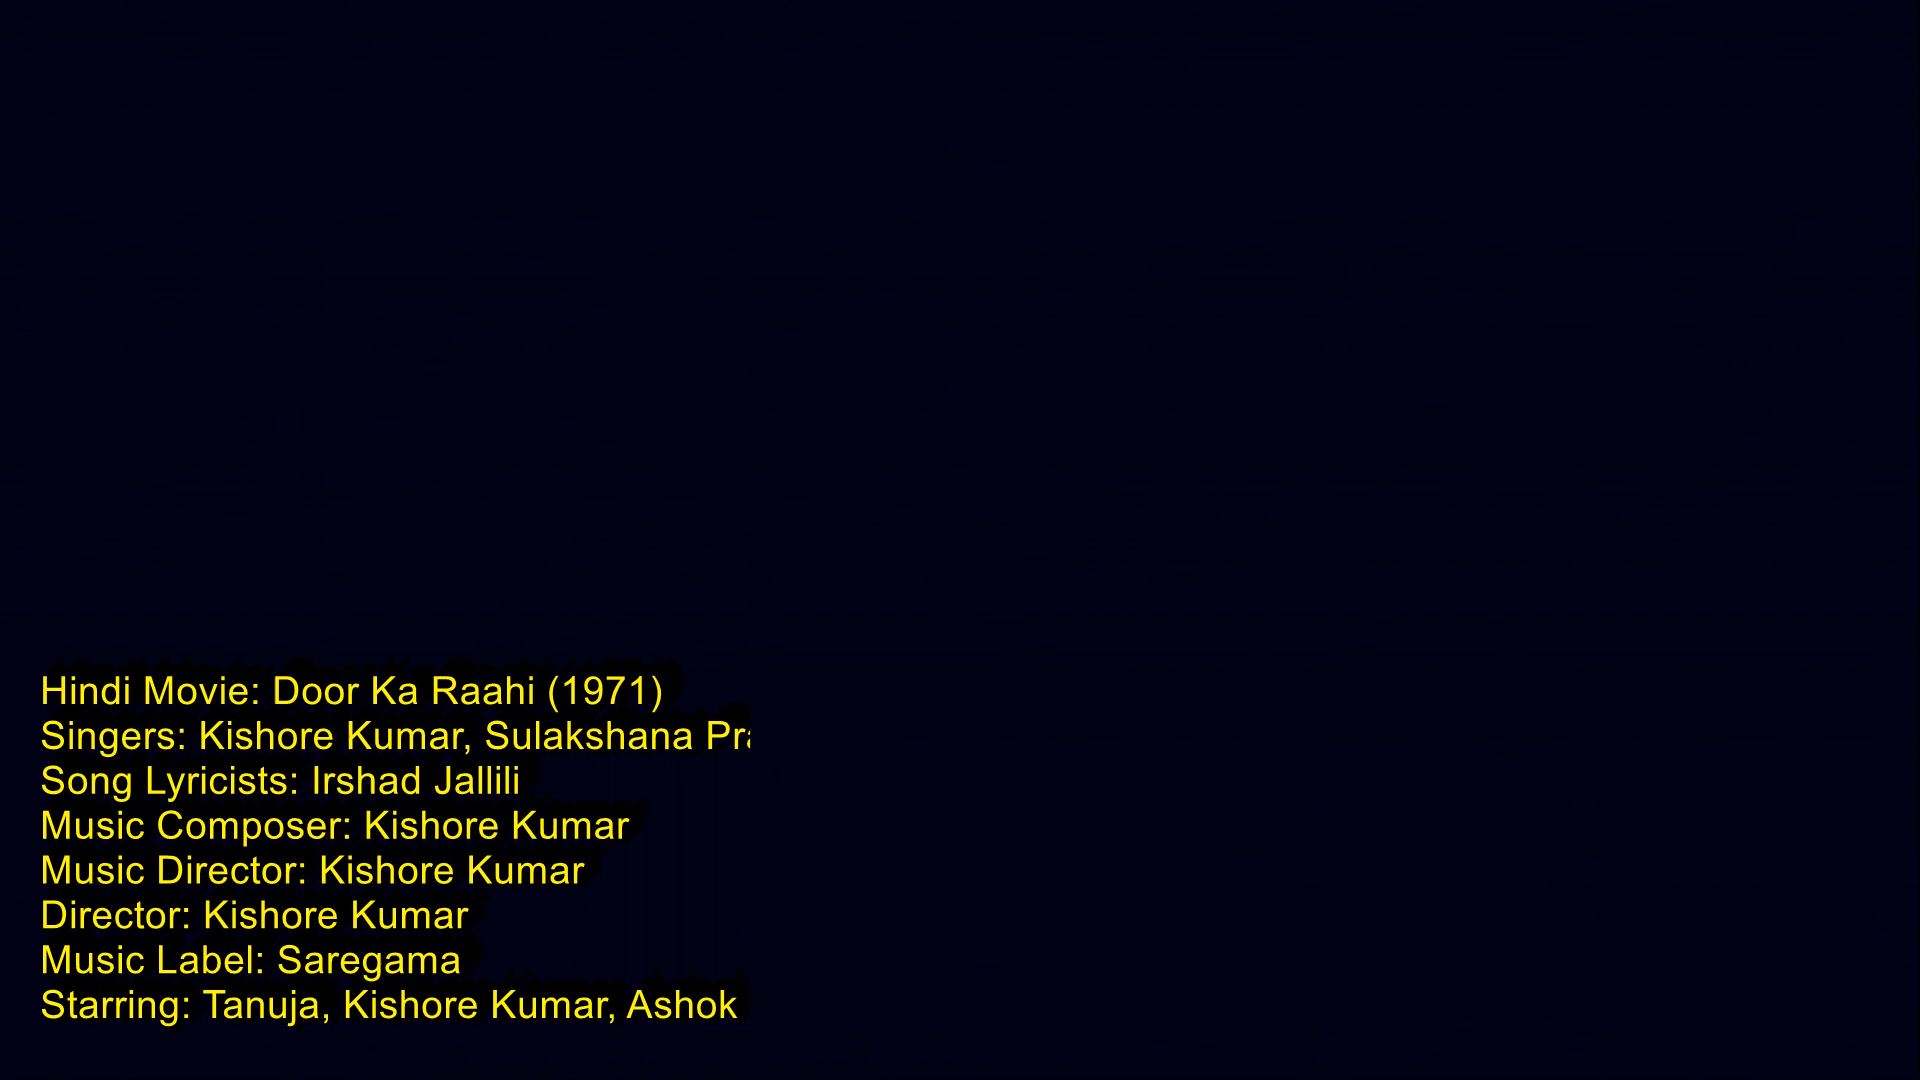 Hindi Movie: Door Ka Raahi (1971)
Singers: Kishore Kumar, Sulakshana
Song Lyricists: Irshad Jallili
Music Composer: Kishore Kumar
Music Director: Kishore Kumar
Director: Kishore Kumar
Music Label: Saregama
Starring: Tanuja, Kishore Kumar, Ashok